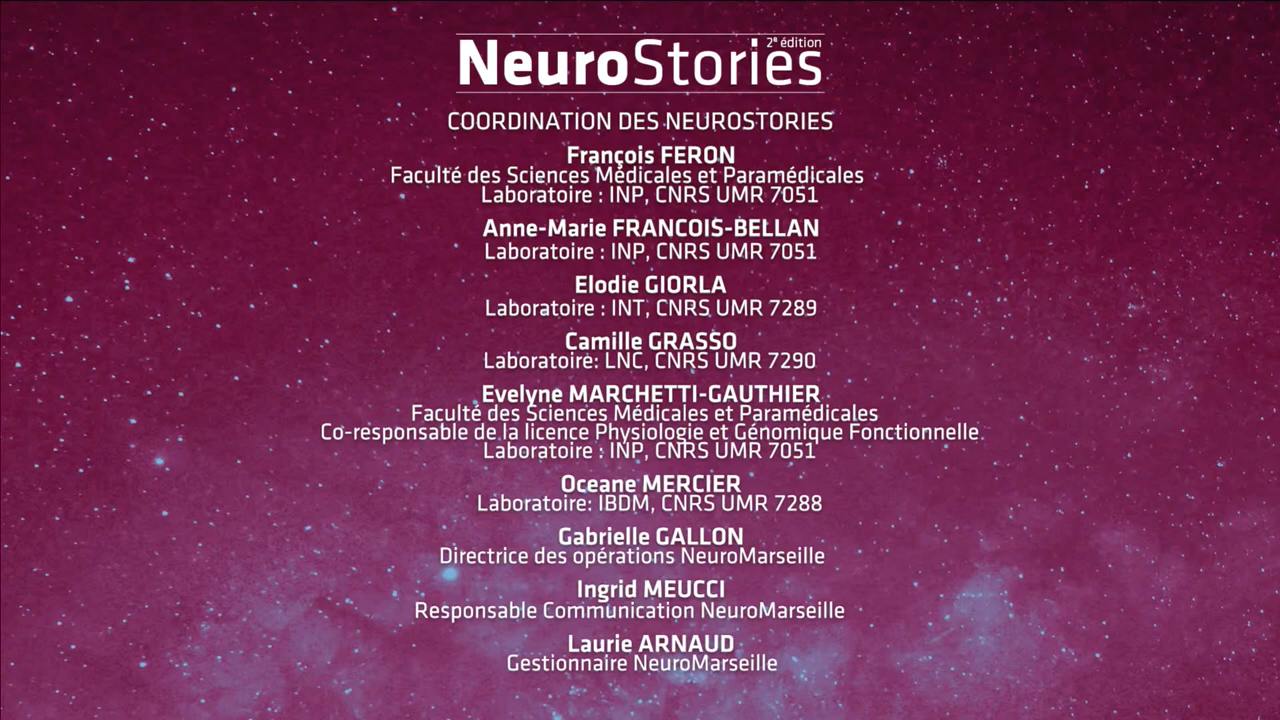 2e édition
NeuroStories
COORDINATION DES NEUROSTORIES
François FERON
Faculté des Sciences Médicales et Paramédicales
Laboratoire : INP, CNRS UMR 7051
Anne-Marie FRANCOIS-BELLAN
Laboratoire : INP, CNRS UMR 7051
Elodie GIORLA
Laboratoire : INT, CNRS UMR 7289
Camille GRASSO
Laboratoire: LNC, CNRS UMR 7290
Evelyne MARCHETTI-GAUTHIER
Faculté des Sciences Médicales et Paramédicales
Co-responsable de la licence Physiologie et Génomique Fonctionnelle
Laboratoire : INP, CNRS UMR 7051
Oceane MERCIER
Laboratoire: IBDM, CNRS UMR 7288
Gabrielle GALLON
Directrice des opérations NeuroMarseille
Ingrid MEUCCI
Responsable Communication NeuroMarseille
Laurie ARNAUD
Gestionnaire NeuroMarseille